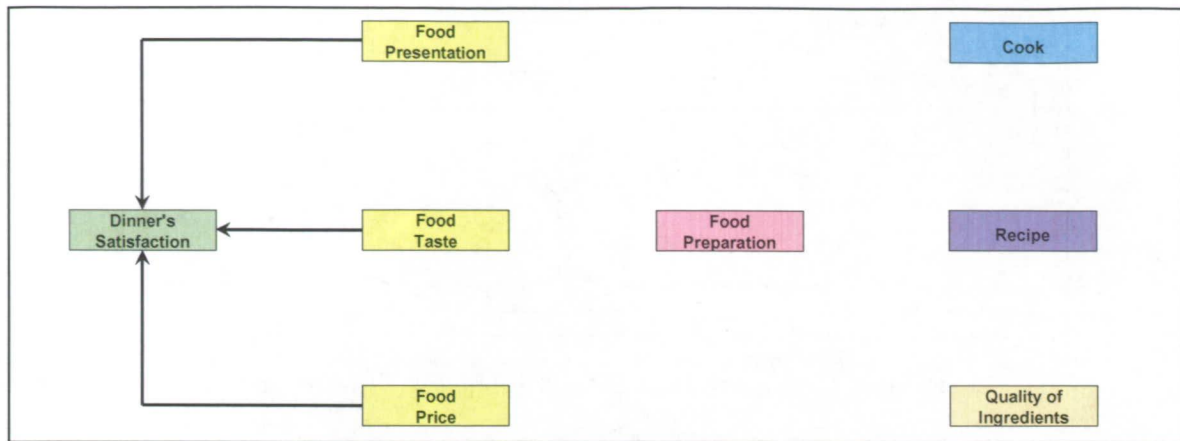 Food
Presentation
Cook
Dinner's
Satisfaction
Food
Taste
Food
Preparation
Recipe
Food
Price
Quality of
Ingredients